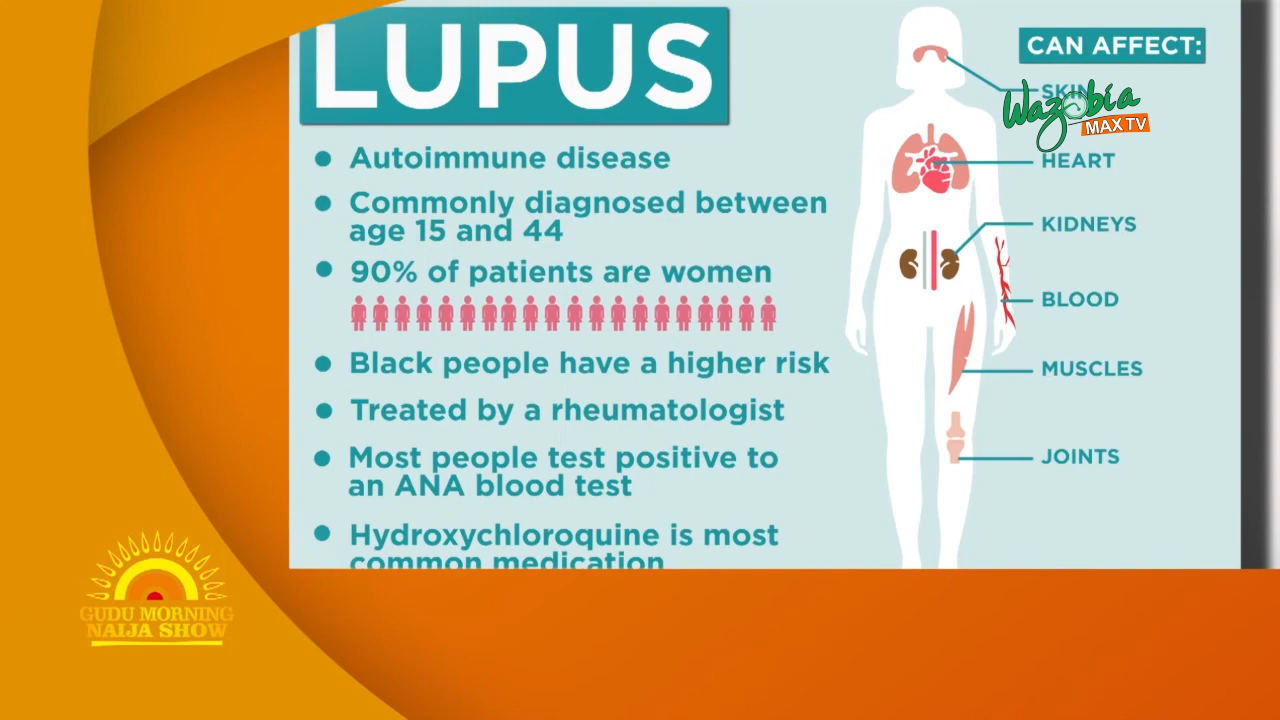 LUPUS
Autoimmune disease
Commonly diagnosed between
age 15 and 44
90% of patients are women
Black people have a higher risk
Treated by a rheumatologist
Most people test positive to
an ANA blood test
Hydroxychloroquine is most
common medication
CAN AFFECT:
SKIN
Wazobia
MAX TV
HEART
KIDNEYS
BLOOD
MUSCLES
JOINTS
GUDU MORNING
NAIJA SHOW